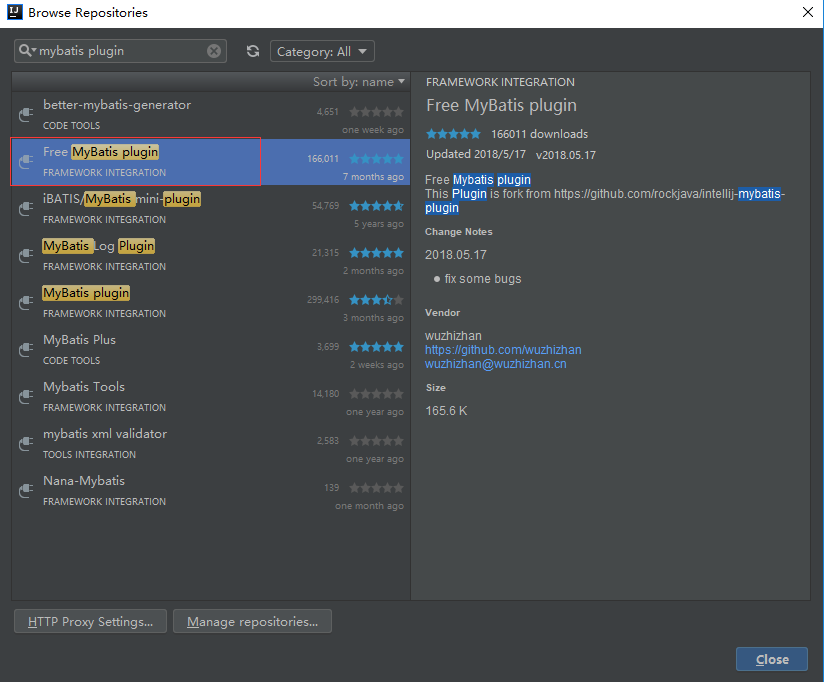 Browse Repositories
mybatis plugin
Category: All
Sort by: name
better-mybatis-generator
4,651
CODE TOOLS
one week ago
Free MyBatis plugin
166,011
FRAMEWORK INTEGRATION
7 months ago
iBATIS/MyBatis mini-plugin
54,769
FRAMEWORK INTEGRATION
5 years ago
MyBatis Log Plugin
21,315
FRAMEWORK INTEGRATION
2 months ago
MyBatis plugin
299,416
FRAMEWORK INTEGRATION
3 months ago
MyBatis Plus
3,699
CODE TOOLS
2 weeks ago
Mybatis Tools
14,180
FRAMEWORK INTEGRATION
one year ago
mybatis xml validator
2,583
TOOLS INTEGRATION
one year ago
Nana-Mybatis
139
FRAMEWORK INTEGRATION
one month ago
FRAMEWORK INTEGRATION
Free MyBatis plugin
166011 downloads
Updated 2018/5/17 v2018.05.17
Free Mybatis plugin
This Plugin is fork from https://github.com/rockjava/intellij-mybatis-
plugin
Change Notes
2018.05.17
fix some bugs
Vendor
wuzhizhan
https://github.com/wuzhizhan
wuzhizhan@wuzhizhan.cn
Size
165.6 K
HTTP Proxy Settings...
Manage repositories...
Close